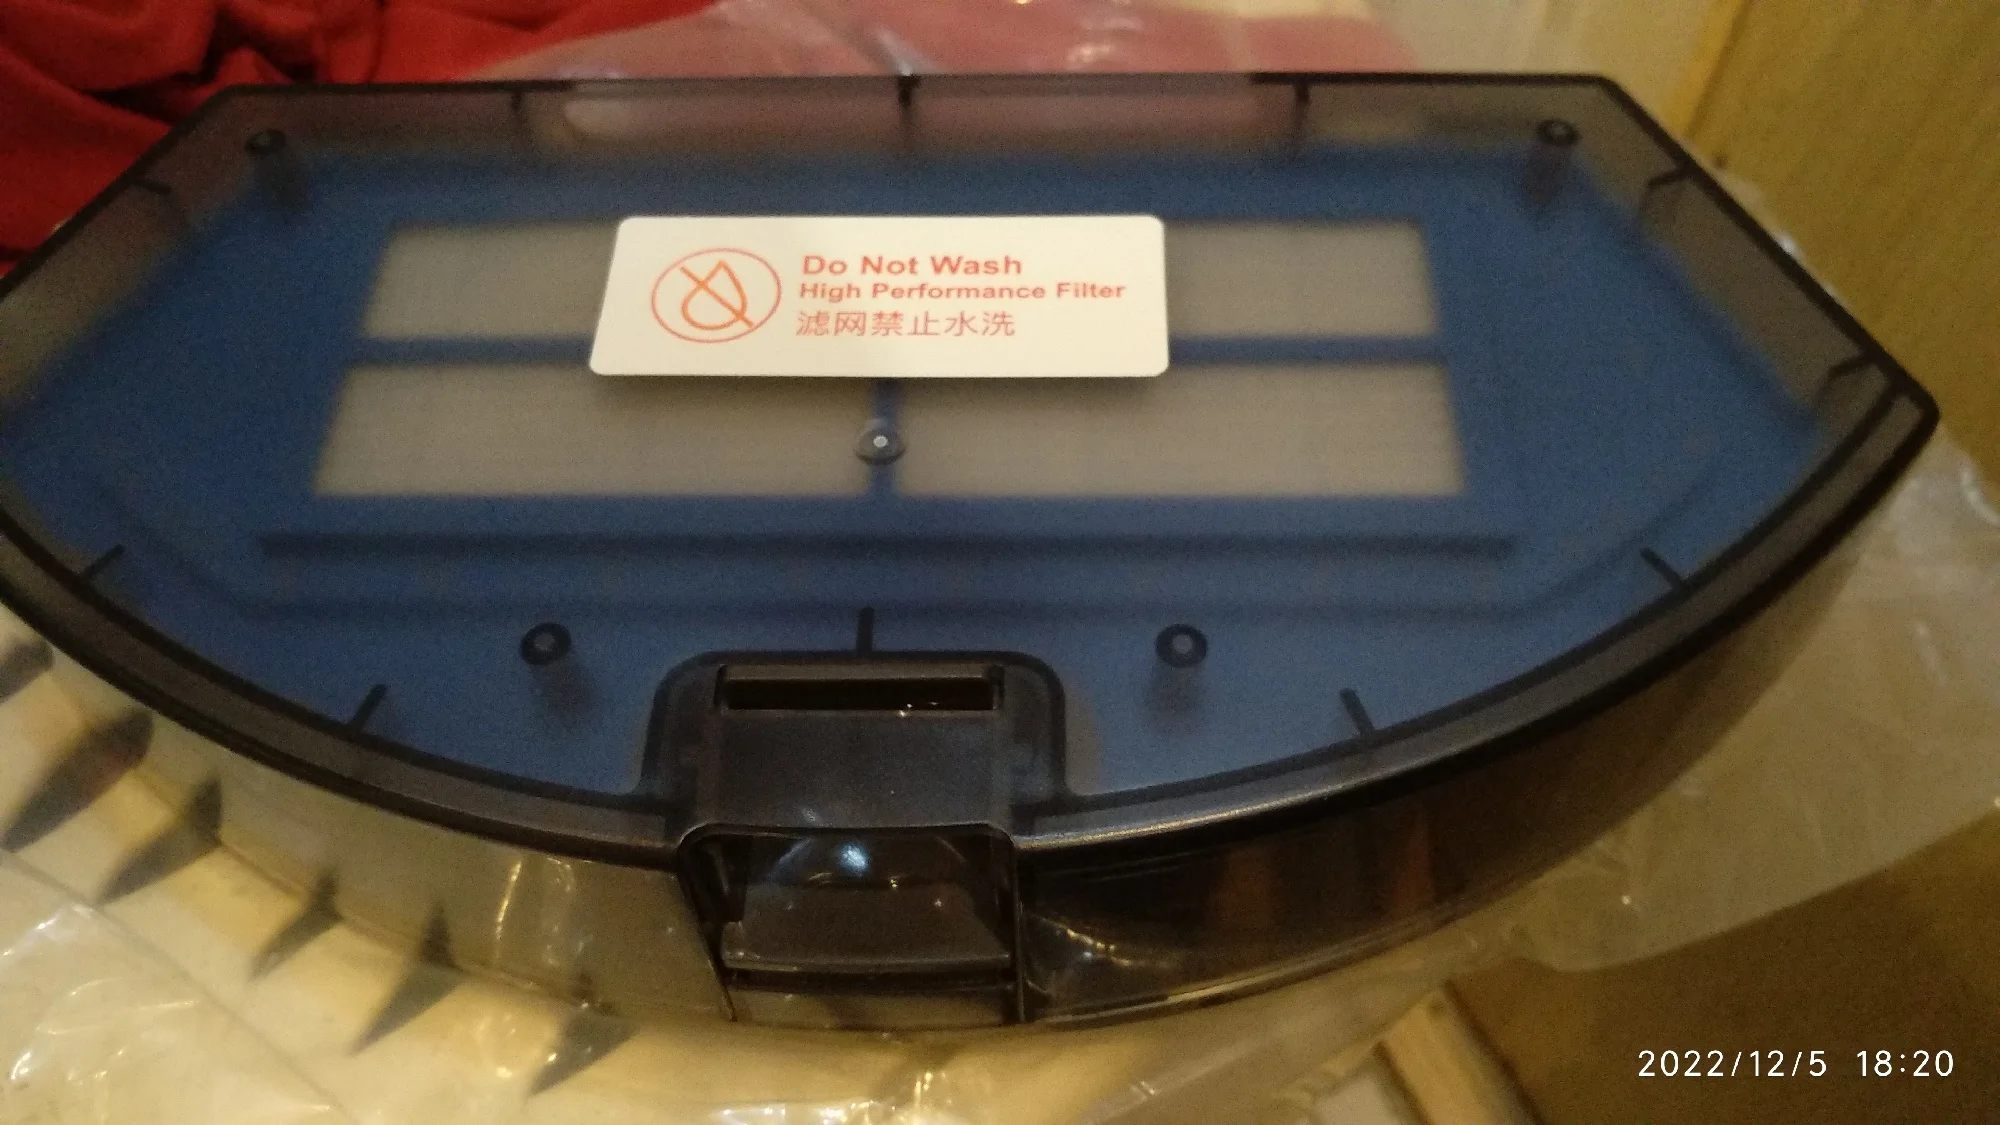 Do Not Wash
High Performance Filter
滤网禁止水洗
2022/12/5 18:20